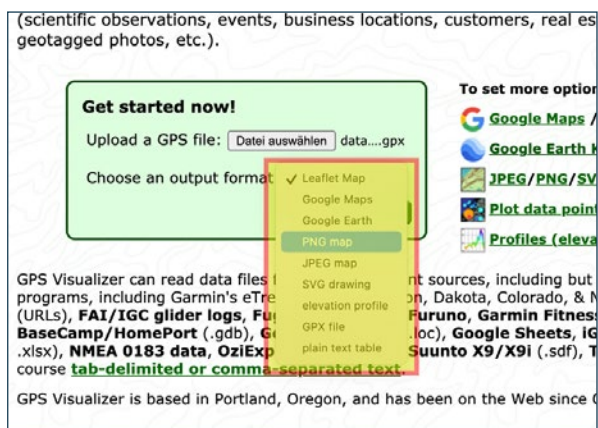 (scientific observations, events, business locations, customers, real es
geotagged photos, etc.).
Get started now!
Upload a GPS file: Datei auswählen data....gpx
Choose an output format
✓ Leaflet Map
Google Maps
Google Earth
PNG map
JPEG map
SVG drawing
elevation profile
GPX file
plain text table
To set more option
Google Maps /
Google Earth K
JPEG/PNG/SV
Plot data point
Profiles (eleva
GPS Visualizer can read data files f nt sources, including but
programs, including Garmin's eTre on, Dakota, Colorado, & N
(URLs), FAI/IGC glider logs, Fug Furuno, Garmin Fitness
BaseCamp/HomePort (.gdb), Ge .loc), Google Sheets, iG
.xlsx), NMEA 0183 data, OziExp Suunto X9/X9i (.sdf), T
course tab-delimited or comma-separated text.
GPS Visualizer is based in Portland, Oregon, and has been on the Web since O